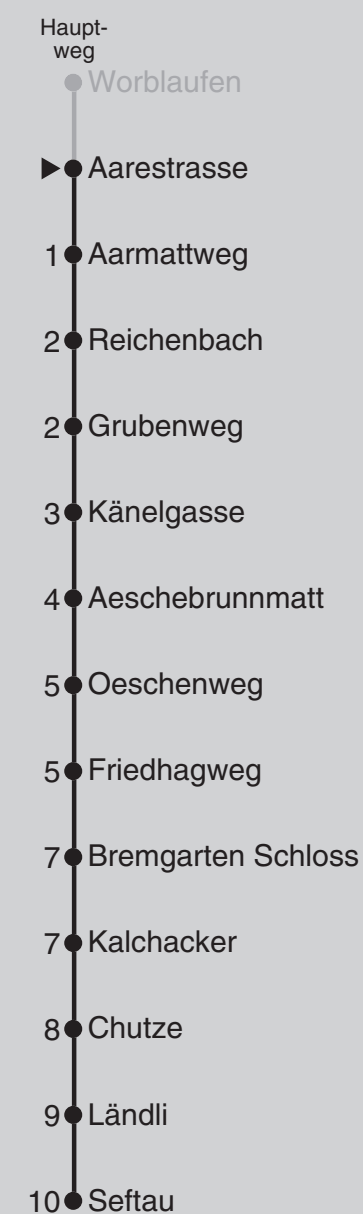 Haupt-
weg
Worblaufen
Aarestrasse
1 Aarmattweg
2 Reichenbach
2 Grubenweg
3 Känelgasse
4 Aeschebrunnmatt
5 Oeschenweg
5 Friedhagweg
7 Bremgarten Schloss
7 Kalchacker
8 Chutze
9 Ländli
10 Seftau